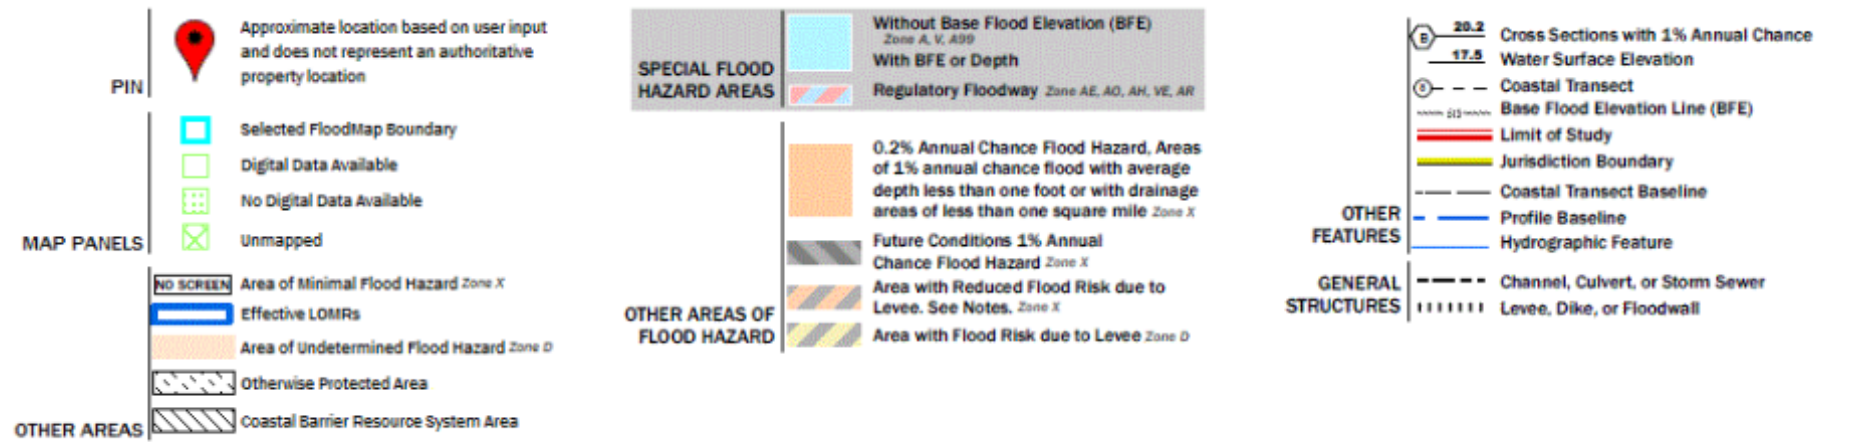 PIN
Approximate location based on user input
and does not represent an authoritative
property location
MAP PANELS
Selected FloodMap Boundary
Digital Data Available
No Digital Data Available
Unmapped
OTHER AREAS
NO SCREEN Area of Minimal Flood Hazard Zone X
Effective LOMRs
Area of Undetermined Flood Hazard Zone D
Otherwise Protected Area
Coastal Barrier Resource System Area
SPECIAL FLOOD
HAZARD AREAS
Without Base Flood Elevation (BFE)
Zone A, V, A99
With BFE or Depth
Regulatory Floodway Zone AE, AO, AH, VE, AR
OTHER AREAS OF
FLOOD HAZARD
0.2% Annual Chance Flood Hazard, Areas
of 1% annual chance flood with average
depth less than one foot or with drainage
areas of less than one square mile Zone X
Future Conditions 1% Annual
Chance Flood Hazard Zone X
Area with Reduced Flood Risk due to
Levee. See Notes. Zone X
Area with Flood Risk due to Levee Zone D
OTHER
FEATURES
B 20.2 Cross Sections with 1% Annual Chance
17.5 Water Surface Elevation
8 Coastal Transect
513 Base Flood Elevation Line (BFE)
Limit of Study
Jurisdiction Boundary
Coastal Transect Baseline
Profile Baseline
Hydrographic Feature
GENERAL
STRUCTURES
Channel, Culvert, or Storm Sewer
Levee, Dike, or Floodwall